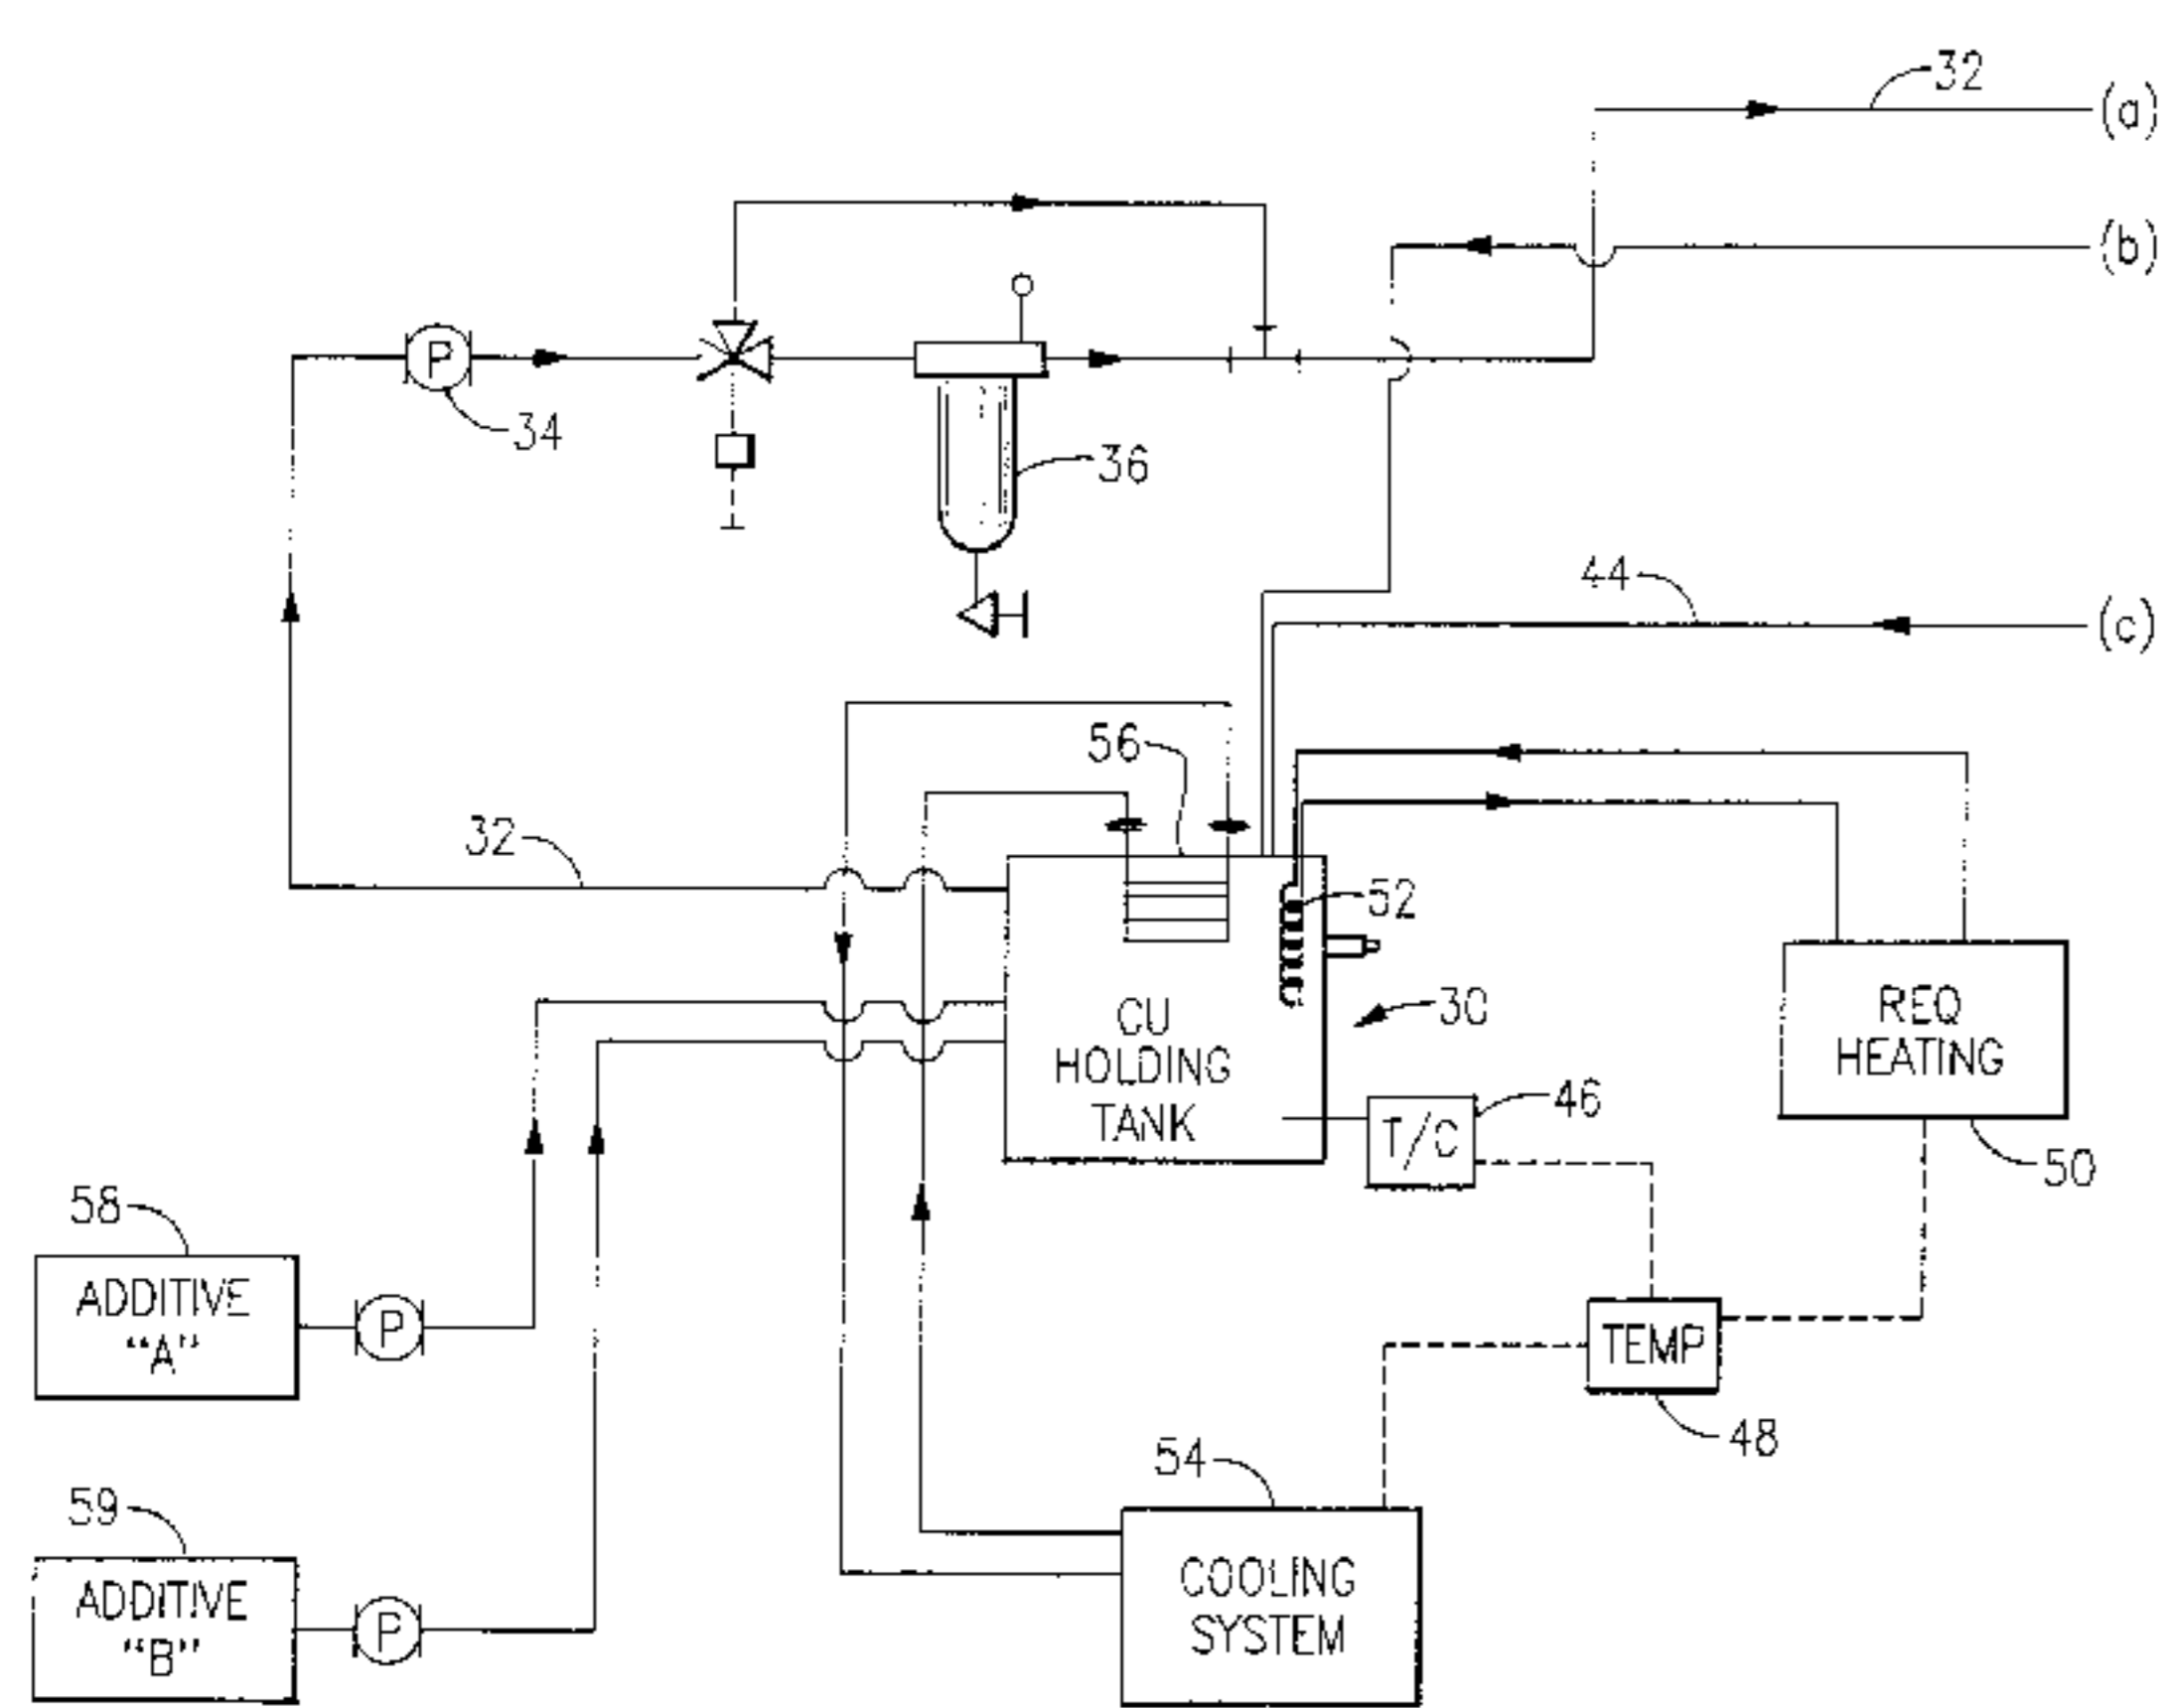 32
(a)
(b)
P
34
36
44
(c)
56
32
52
CU
HOLDING
TANK
30
REQ
HEATING
46
T/C
50
58
ADDITIVE
"A"
P
TEMP
48
54
59
ADDITIVE
"B"
P
COOLING
SYSTEM